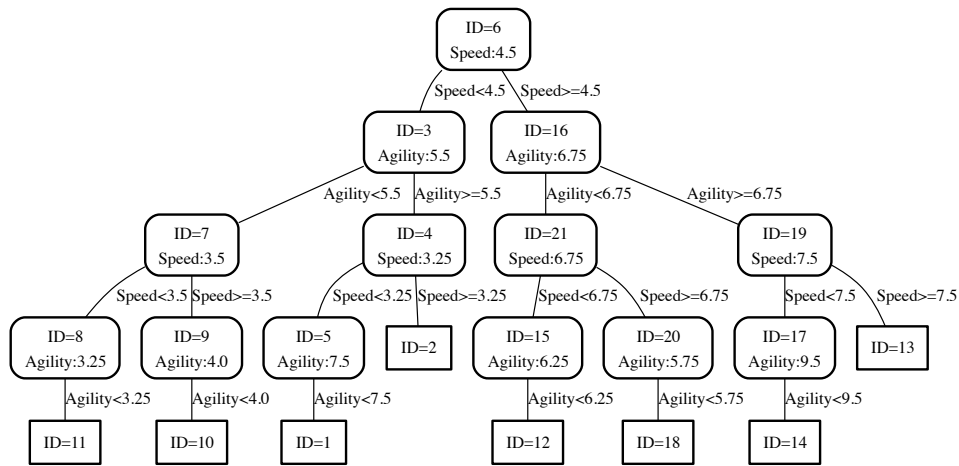 ID=6
Speed:4.5
Speed<4.5
Speed>=4.5
ID=3
Agility:5.5
ID=16
Agility:6.75
Agility<5.5
Agility>=5.5
Agility<6.75
Agility>=6.75
ID=7
Speed:3.5
ID=4
Speed:3.25
ID=21
Speed:6.75
ID=19
Speed:7.5
Speed<3.5
Speed>=3.5
Speed<3.25
Speed>=3.25
Speed<6.75
Speed>=6.75
Speed<7.5
Speed>=7.5
ID=8
Agility:3.25
ID=9
Agility:4.0
ID=5
Agility:7.5
ID=2
ID=15
Agility:6.25
ID=20
Agility:5.75
ID=17
Agility:9.5
ID=13
Agility<3.25
Agility<4.0
Agility<7.5
Agility<6.25
Agility<5.75
Agility<9.5
ID=11
ID=10
ID=1
ID=12
ID=18
ID=14